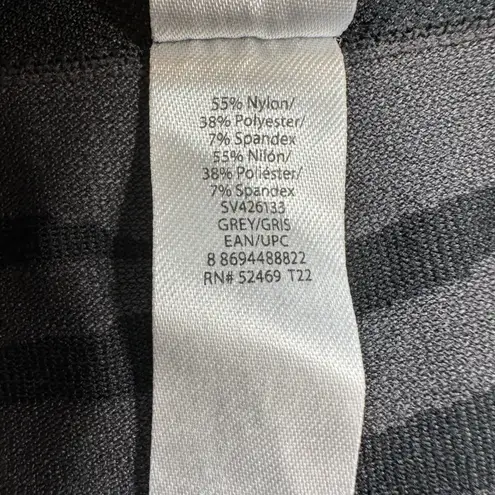 55% Nylon/
38% Polyester/
7% Spandex
55% Nilón/
38% Poliéster/
7% Spandex
SV426133
GREY/GRIS
EAN/UPC
8 8694488822
RN# 52469 T22